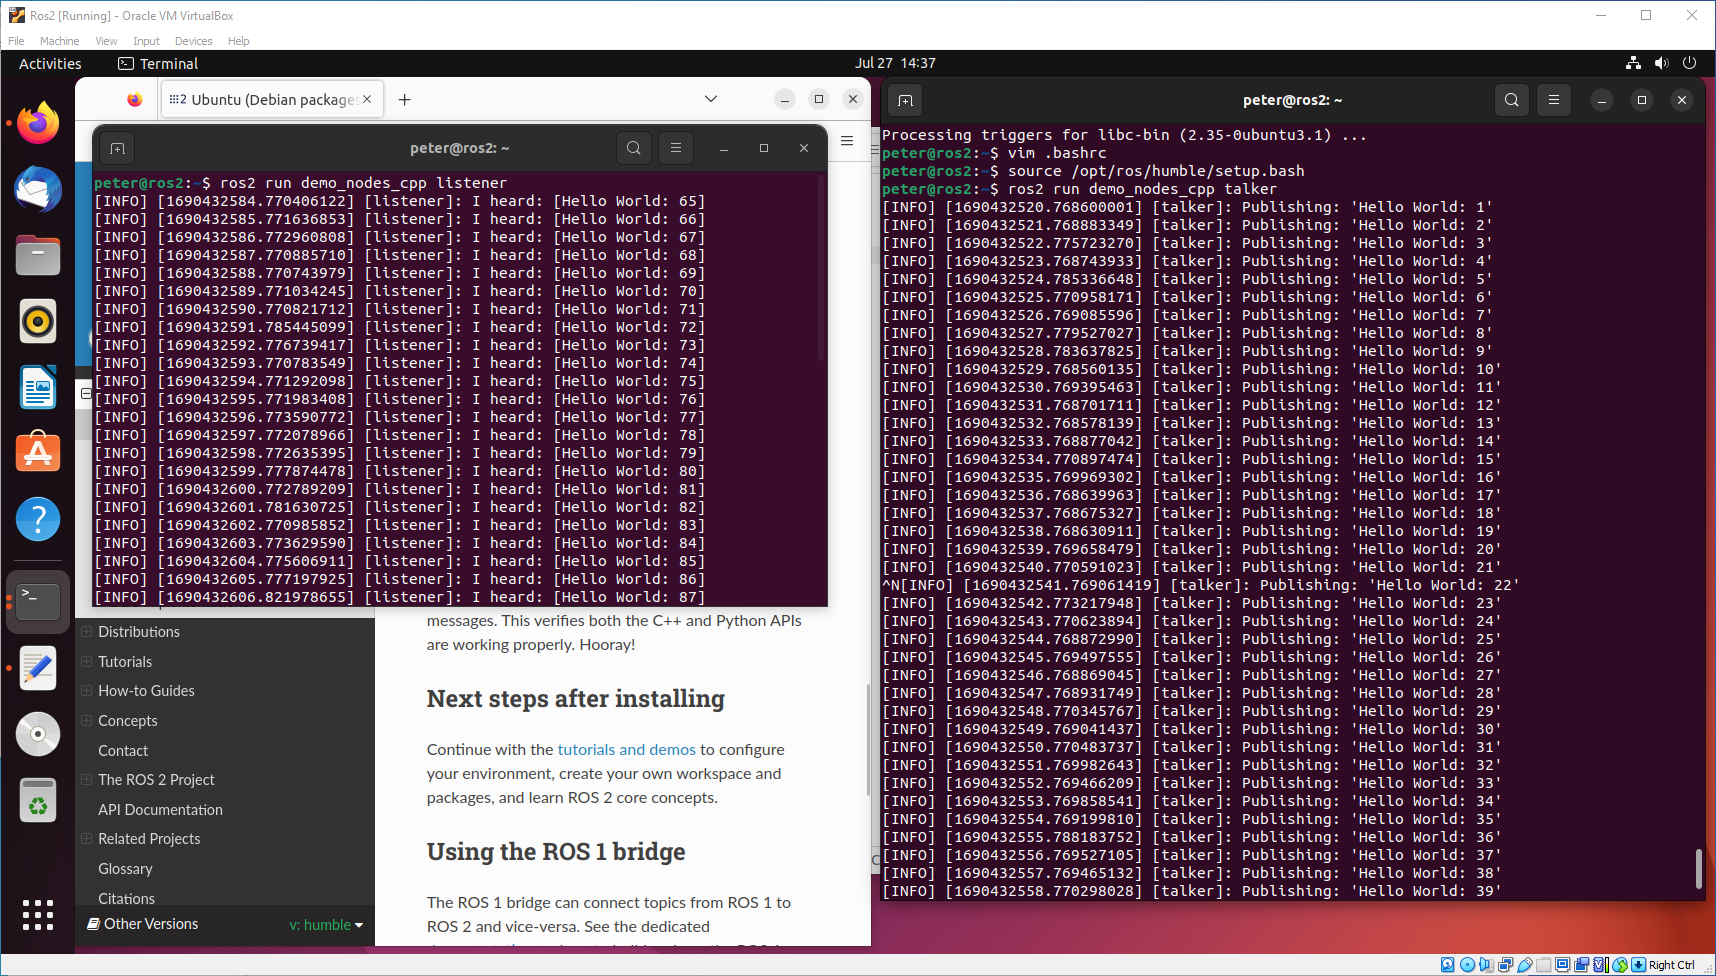 Ros2 [Running] - Oracle VM VirtualBox
File Machine View Input Devices Help
Activities
Terminal
Jul 27 14:37
2 Ubuntu (Debian packages
peter@ros2: ~
peter@ros2:~$ ros2 run demo_nodes_cpp listener
[INFO] [1690432584.770406122] [listener]: I heard: [Hello World: 65]
[INFO] [1690432585.771636853] [listener]: I heard: [Hello World: 66]
[INFO] [1690432586.772960808] [listener]: I heard: [Hello World: 67]
[INFO] [1690432587.770885710] [listener]: I heard: [Hello World: 68]
[INFO] [1690432588.770743979] [listener]: I heard: [Hello World: 69]
[INFO] [1690432589.771034245] [listener]: I heard: [Hello World: 70]
[INFO] [1690432590.770821712] [listener]: I heard: [Hello World: 71]
[INFO] [1690432591.785445099] [listener]: I heard: [Hello World: 72]
[INFO] [1690432592.776739417] [listener]: I heard: [Hello World: 73]
[INFO] [1690432593.770783549] [listener]: I heard: [Hello World: 74]
[INFO] [1690432594.771292098] [listener]: I heard: [Hello World: 75]
[INFO] [1690432595.771983408] [listener]: I heard: [Hello World: 76]
[INFO] [1690432596.773590772] [listener]: I heard: [Hello World: 77]
[INFO] [1690432597.772078966] [listener]: I heard: [Hello World: 78]
[INFO] [1690432598.772635395] [listener]: I heard: [Hello World: 79]
[INFO] [1690432599.777874478] [listener]: I heard: [Hello World: 80]
[INFO] [1690432600.772789209] [listener]: I heard: [Hello World: 81]
[INFO] [1690432601.781630725] [listener]: I heard: [Hello World: 82]
[INFO] [1690432602.770985852] [listener]: I heard: [Hello World: 83]
[INFO] [1690432603.773629590] [listener]: I heard: [Hello World: 84]
[INFO] [1690432604.775606911] [listener]: I heard: [Hello World: 85]
[INFO] [1690432605.777197925] [listener]: I heard: [Hello World: 86]
[INFO] [1690432606.821978655] [listener]: I heard: [Hello World: 87]
Distributions
Tutorials
How-to Guides
Concepts
Contact
The ROS 2 Project
API Documentation
Related Projects
Glossary
Citations
Other Versions
v: humble
messages. This verifies both the C++ and Python APIs
are working properly. Hooray!
Next steps after installing
Continue with the tutorials and demos to configure
your environment, create your own workspace and
packages, and learn ROS 2 core concepts.
Using the ROS 1 bridge
The ROS 1 bridge can connect topics from ROS 1 to
ROS 2 and vice-versa. See the dedicated
peter@ros2: ~
Processing triggers for libc-bin (2.35-0ubuntu3.1) ...
peter@ros2:~$ vim .bashrc
peter@ros2:~$ source /opt/ros/humble/setup.bash
peter@ros2:~$ ros2 run demo_nodes_cpp talker
[INFO] [1690432520.768600001] [talker]: Publishing: 'Hello World: 1'
[INFO] [1690432521.768883349] [talker]: Publishing: 'Hello World: 2'
[INFO] [1690432522.775723270] [talker]: Publishing: 'Hello World: 3'
[INFO] [1690432523.768743933] [talker]: Publishing: 'Hello World: 4'
[INFO] [1690432524.785336648] [talker]: Publishing: 'Hello World: 5'
[INFO] [1690432525.770958171] [talker]: Publishing: 'Hello World: 6'
[INFO] [1690432526.769085596] [talker]: Publishing: 'Hello World: 7'
[INFO] [1690432527.779527027] [talker]: Publishing: 'Hello World: 8'
[INFO] [1690432528.783637825] [talker]: Publishing: 'Hello World: 9'
[INFO] [1690432529.768560135] [talker]: Publishing: 'Hello World: 10'
[INFO] [1690432530.769395463] [talker]: Publishing: 'Hello World: 11'
[INFO] [1690432531.768701711] [talker]: Publishing: 'Hello World: 12'
[INFO] [1690432532.768578139] [talker]: Publishing: 'Hello World: 13'
[INFO] [1690432533.768877042] [talker]: Publishing: 'Hello World: 14'
[INFO] [1690432534.770897474] [talker]: Publishing: 'Hello World: 15'
[INFO] [1690432535.769969302] [talker]: Publishing: 'Hello World: 16'
[INFO] [1690432536.768639963] [talker]: Publishing: 'Hello World: 17'
[INFO] [1690432537.768675327] [talker]: Publishing: 'Hello World: 18'
[INFO] [1690432538.768630911] [talker]: Publishing: 'Hello World: 19'
[INFO] [1690432539.769658479] [talker]: Publishing: 'Hello World: 20'
[INFO] [1690432540.770591023] [talker]: Publishing: 'Hello World: 21'
^N[INFO] [1690432541.769061419] [talker]: Publishing: 'Hello World: 22'
[INFO] [1690432542.773217948] [talker]: Publishing: 'Hello World: 23'
[INFO] [1690432543.770623894] [talker]: Publishing: 'Hello World: 24'
[INFO] [1690432544.768872990] [talker]: Publishing: 'Hello World: 25'
[INFO] [1690432545.769497555] [talker]: Publishing: 'Hello World: 26'
[INFO] [1690432546.768869045] [talker]: Publishing: 'Hello World: 27'
[INFO] [1690432547.768931749] [talker]: Publishing: 'Hello World: 28'
[INFO] [1690432548.770345767] [talker]: Publishing: 'Hello World: 29'
[INFO] [1690432549.769041437] [talker]: Publishing: 'Hello World: 30'
[INFO] [1690432550.770483737] [talker]: Publishing: 'Hello World: 31'
[INFO] [1690432551.769982643] [talker]: Publishing: 'Hello World: 32'
[INFO] [1690432552.769466209] [talker]: Publishing: 'Hello World: 33'
[INFO] [1690432553.769858541] [talker]: Publishing: 'Hello World: 34'
[INFO] [1690432554.769199810] [talker]: Publishing: 'Hello World: 35'
[INFO] [1690432555.788183752] [talker]: Publishing: 'Hello World: 36'
[INFO] [1690432556.769527105] [talker]: Publishing: 'Hello World: 37'
[INFO] [1690432557.769465132] [talker]: Publishing: 'Hello World: 38'
[INFO] [1690432558.770298028] [talker]: Publishing: 'Hello World: 39'
Right Ctrl